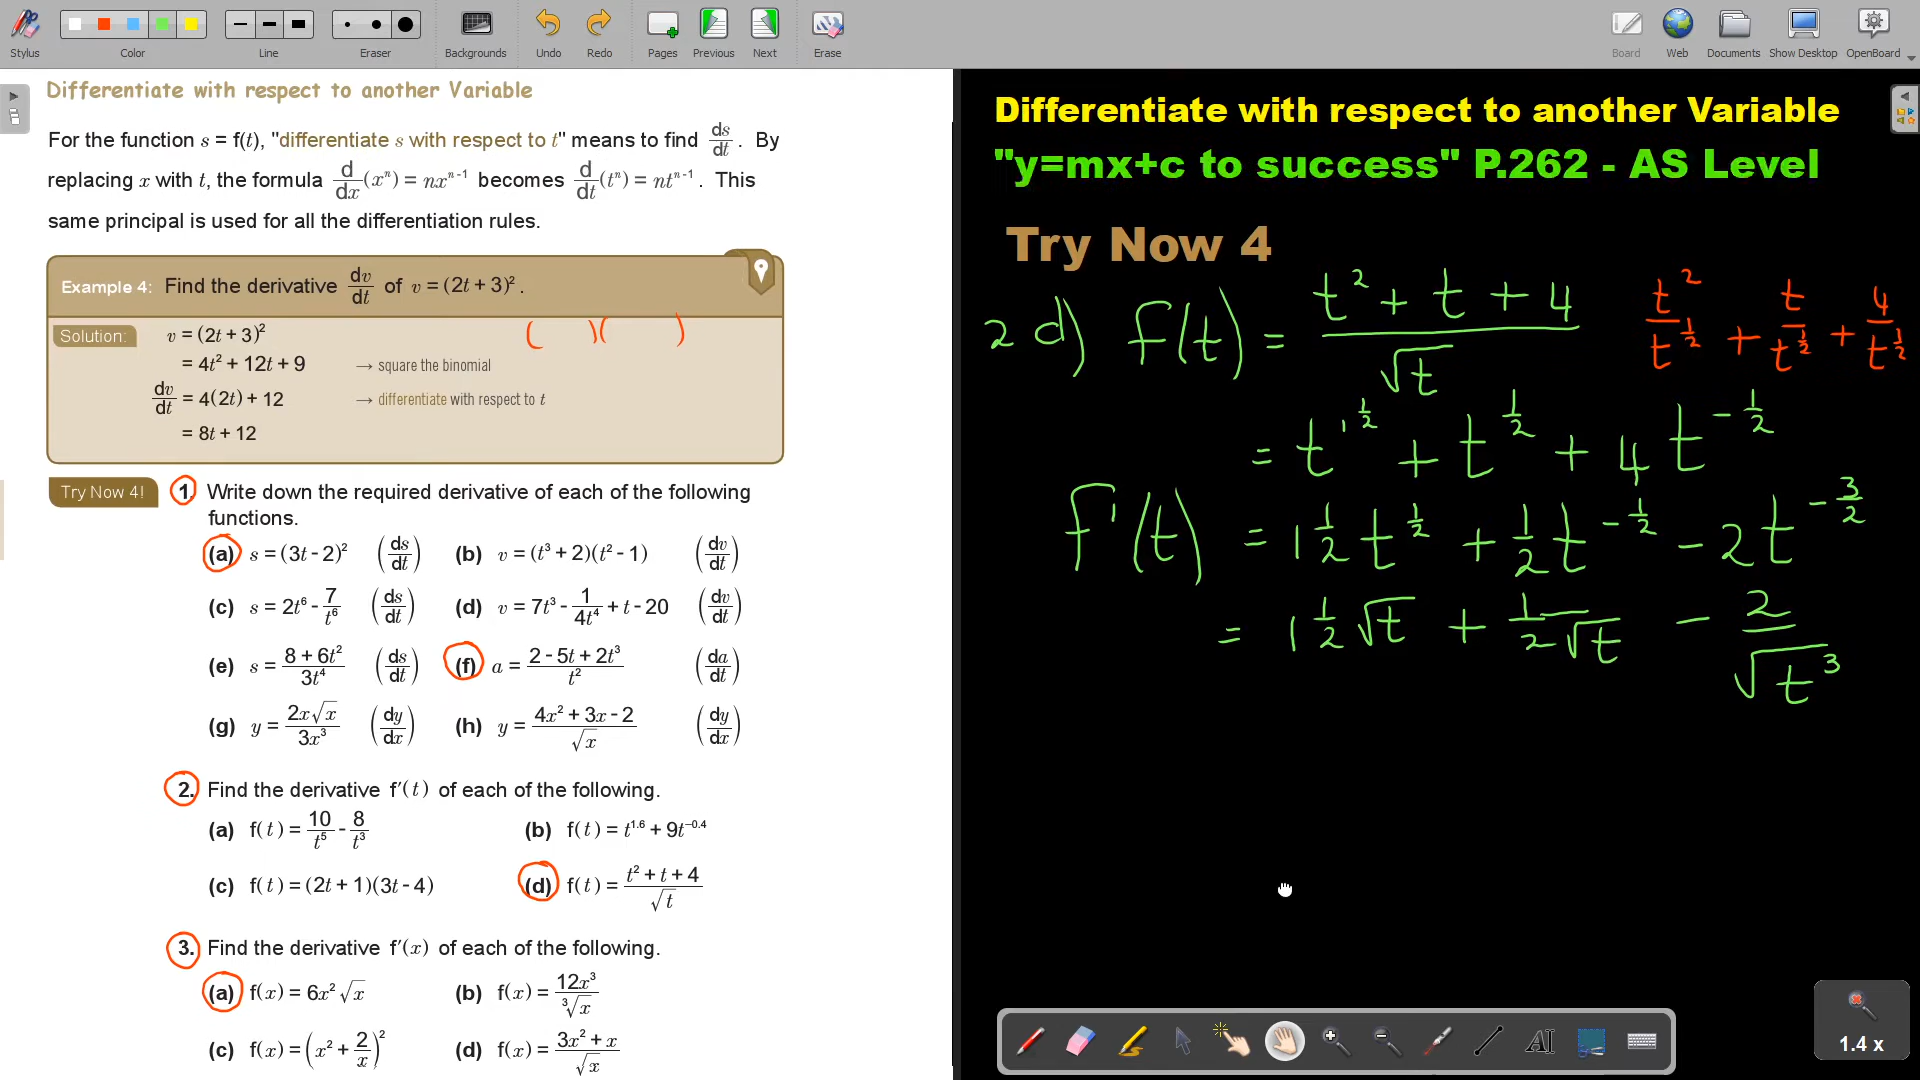 Stylus Color Line Eraser Backgrounds Undo Redo Pages Previous Next Erase Board Web Documents Show Desktop OpenBoard
Differentiate with respect to another Variable
For the function s = f(t), "differentiate s with respect to t" means to find ds/dt. By
replacing x with t, the formula d/dx(xⁿ) = nxⁿ⁻¹ becomes d/dt(tⁿ) = ntⁿ⁻¹. This
same principal is used for all the differentiation rules.
Example 4: Find the derivative dv/dt of v = (2t + 3)².
Solution: v = (2t + 3)² ( )( )
= 4t² + 12t + 9 → square the binomial
dv/dt = 4(2t) + 12 → differentiate with respect to t
= 8t + 12
Try Now 4! 1. Write down the required derivative of each of the following
functions.
(a) s = (3t - 2)² (ds/dt) (b) v = (t³ + 2)(t² - 1) (dv/dt)
(c) s = 2t⁶ - 7/t⁶ (ds/dt) (d) v = 7t³ - 1/4t⁴ + t - 20 (dv/dt)
(e) s = 8 + 6t²/3t⁴ (ds/dt) (f) a = 2 - 5t + 2t³/t² (da/dt)
(g) y = 2x√x/3x³ (dy/dx) (h) y = 4x² + 3x - 2/√x (dy/dx)
2. Find the derivative f′(t) of each of the following.
(a) f(t) = 10/t⁵ - 8/t³ (b) f(t) = t^1.6 + 9t^−0.4
(c) f(t) = (2t + 1)(3t - 4) (d) f(t) = t² + t + 4/√t
3. Find the derivative f′(x) of each of the following.
(a) f(x) = 6x²√x (b) f(x) = 12x³/³√x
(c) f(x) = (x² + 2/x)² (d) f(x) = 3x² + x/√x
Differentiate with respect to another Variable
"y=mx+c to success" P.262 - AS Level
Try Now 4
2 d) f(t) = t² + t + 4/√t t²/t^½ + t/t^½ + 4/t^½
= t^1½ + t^½ + 4t^-½
f'(t) = 1½ t^½ + ½ t^-½ - 2t^-3/2
= 1½ √t + 1/2√t - 2/√t³
1.4 x